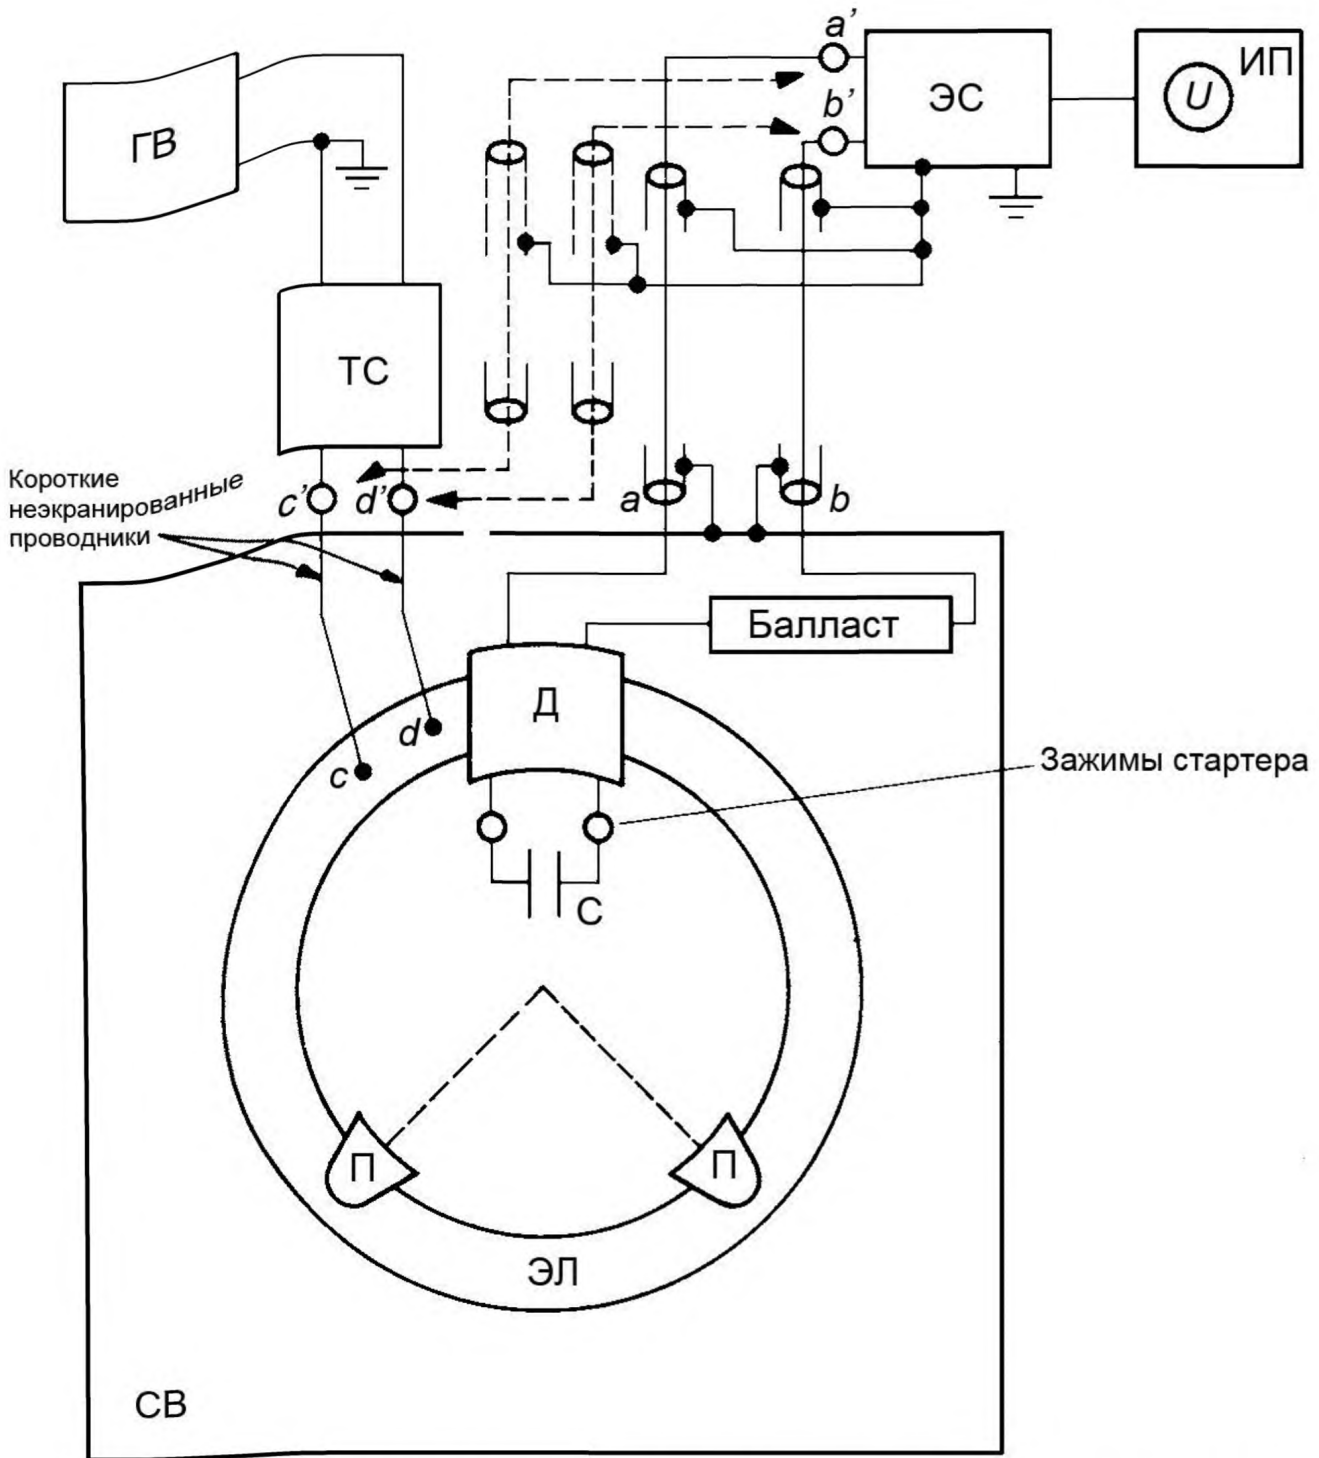 a'
ГВ
ЭС
ИП
U
b'
ТС
Короткие
неэкранированные
проводники
c'
d'
a
b
Балласт
Д
d
c
Зажимы стартера
С
П
П
ЭЛ
СВ